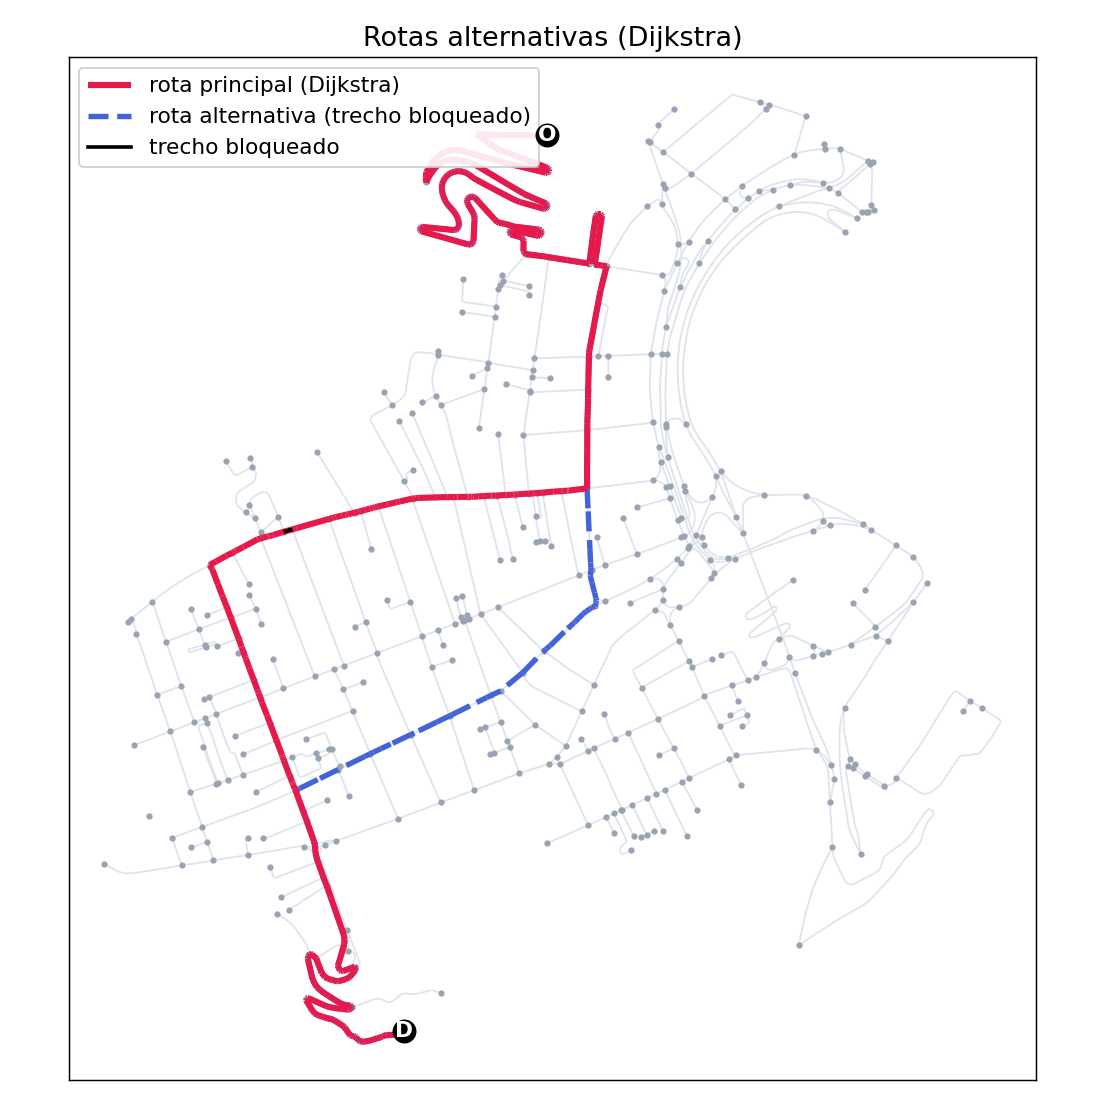 Rotas alternativas (Dijkstra)
rota principal (Dijkstra)
rota alternativa (trecho bloqueado)
trecho bloqueado
O
D